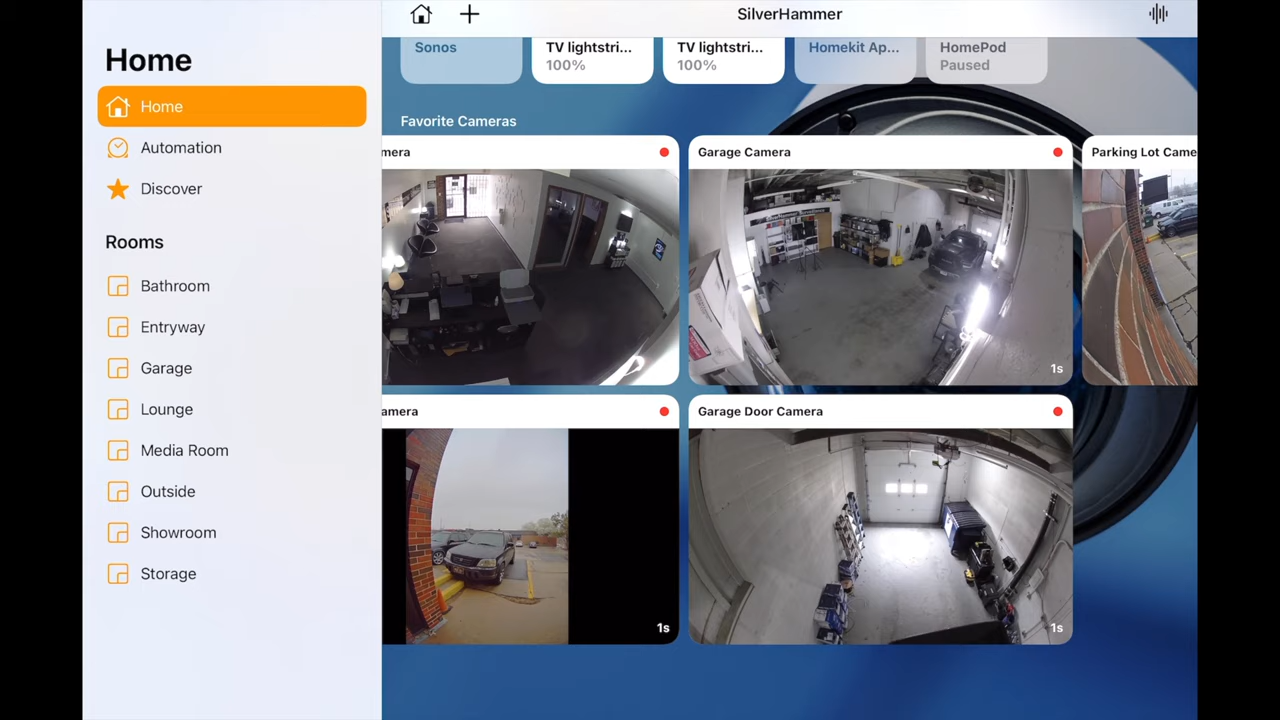 Home
Home
Automation
Discover
Rooms
Bathroom
Entryway
Garage
Lounge
Media Room
Outside
Showroom
Storage
SilverHammer
Sonos
TV lightstri...
100%
TV lightstri...
100%
Homekit Ap...
HomePod
Paused
Favorite Cameras
mera
Garage Camera
1s
Parking Lot Came
amera
1s
Garage Door Camera
1s